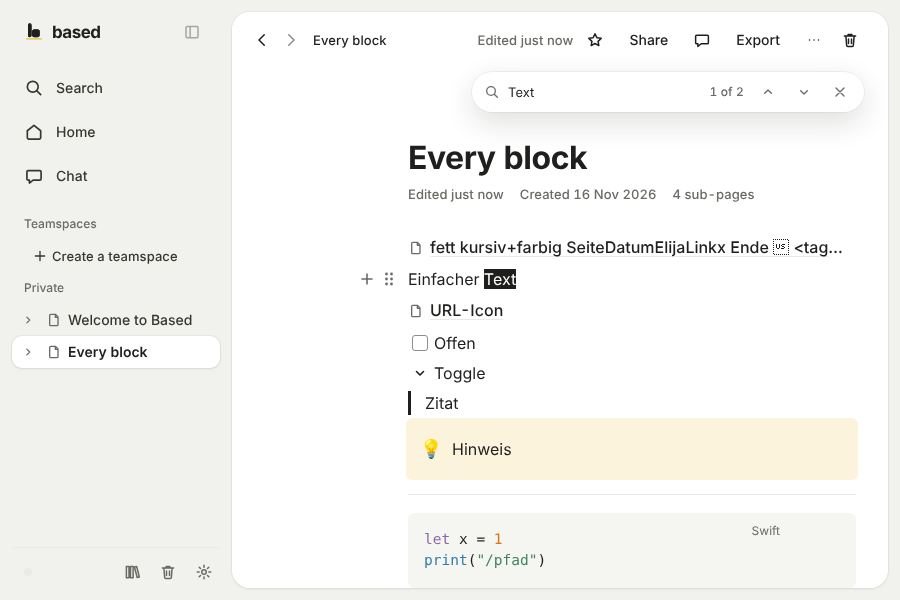 based
Search
Home
Chat
Teamspaces
Create a teamspace
Private
Welcome to Based
Every block
Every block
Edited just now
Share
Export
Text
1 of 2
Every block
Edited just now Created 16 Nov 2026 4 sub-pages
fett kursiv+farbig SeiteDatumElijaLinkx Ende US <tag...
Einfacher Text
URL-Icon
Offen
Toggle
Zitat
💡 Hinweis
Swift
let x = 1
print("/pfad")